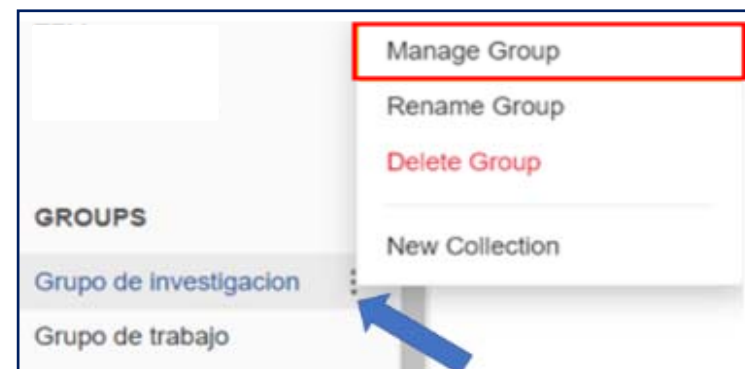 Manage Group
Rename Group
Delete Group
New Collection
GROUPS
Grupo de investigacion
Grupo de trabajo